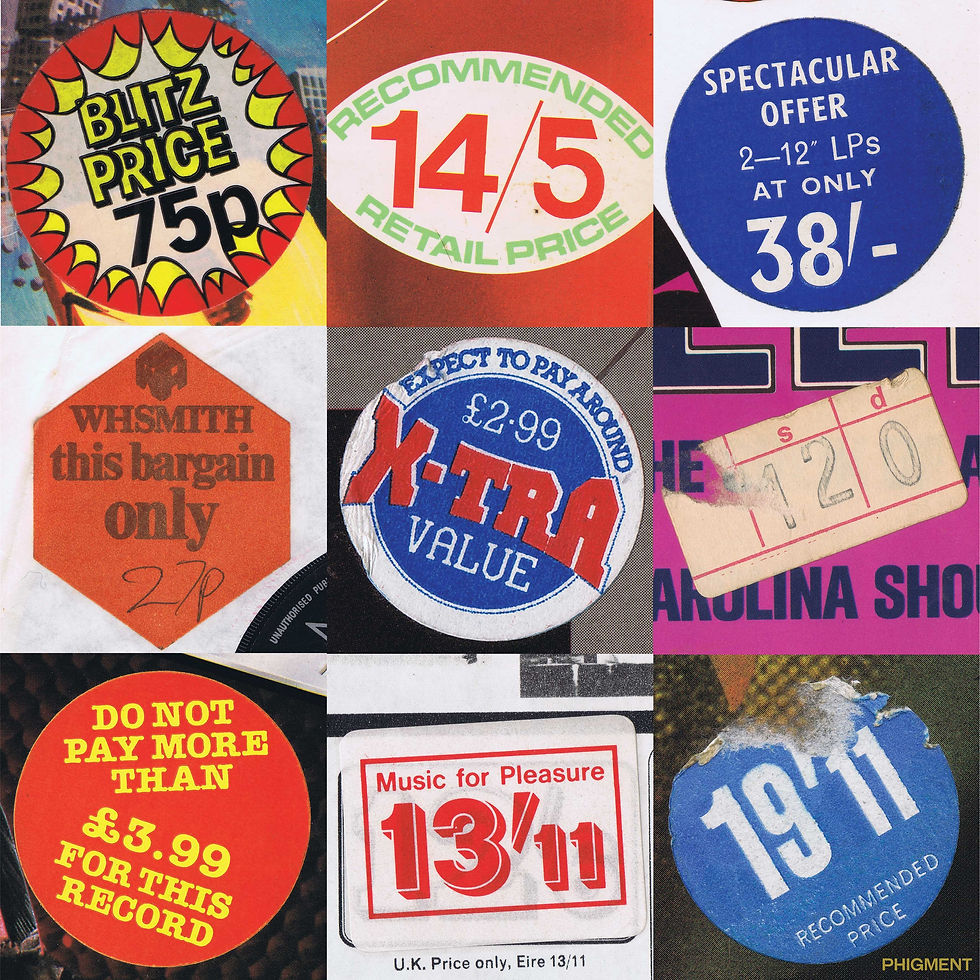 BLITZ
PRICE
75p
RECOMMENDED
14/5
RETAIL PRICE
SPECTACULAR
OFFER
2—12" LPs
AT ONLY
38/-
WHSMITH
this bargain
only
27p
UNAUTHORISED PUB
EXPECT TO PAY AROUND
£2·99
X-TRA
VALUE
s d
12 0
HE
AROLINA SHO
DO NOT
PAY MORE
THAN
£3.99
FOR THIS
RECORD
Music for Pleasure
13/11
U.K. Price only, Eire 13/11
19'11
RECOMMENDED
PRICE
PHIGMENT